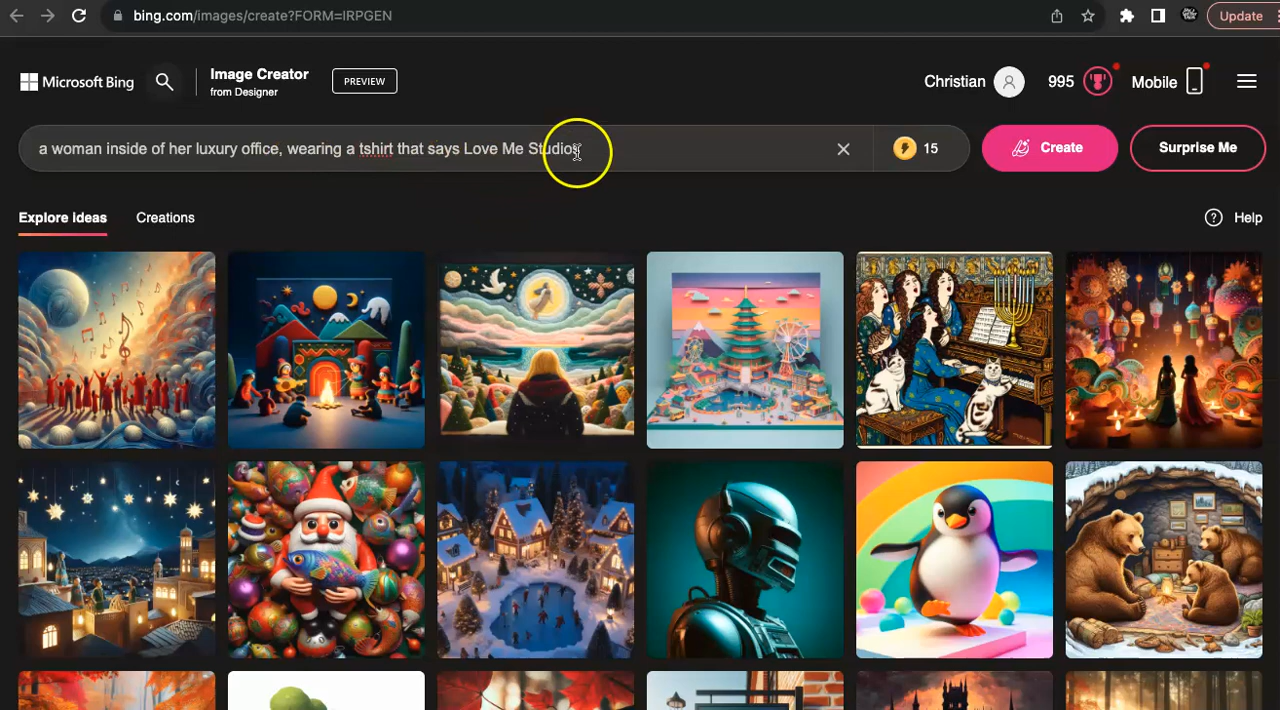 bing.com/images/create?FORM=IRPGEN
Update
Microsoft Bing
Image Creator
from Designer
PREVIEW
Christian
995
Mobile
a woman inside of her luxury office, wearing a tshirt that says Love Me Studios
15
Create
Surprise Me
Explore ideas
Creations
Help